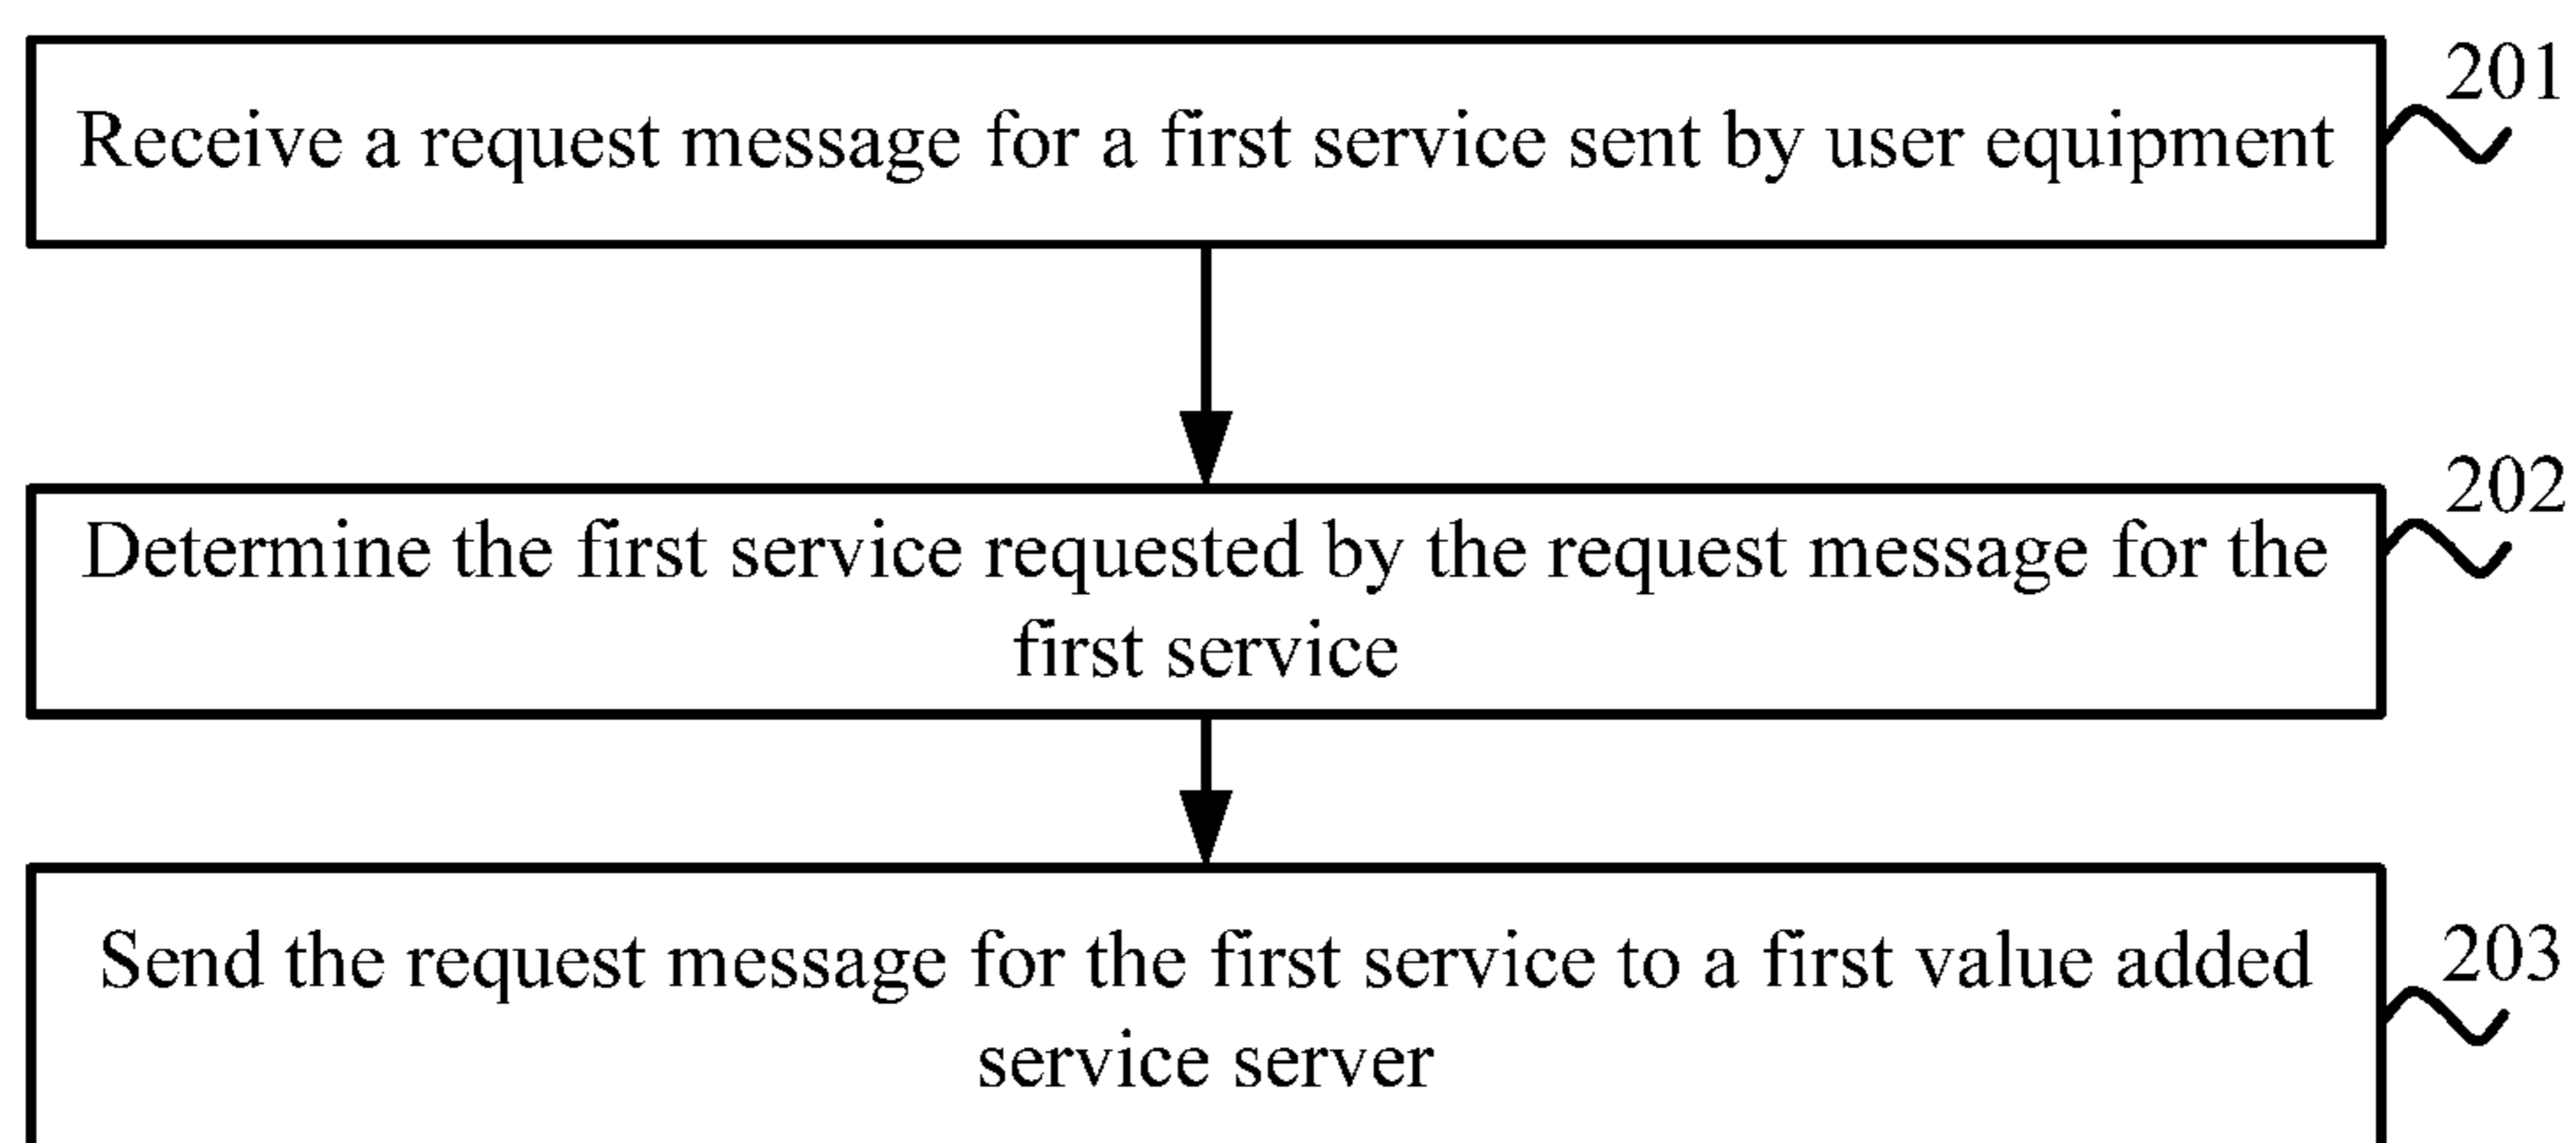 201
Receive a request message for a first service sent by user equipment
202
Determine the first service requested by the request message for the
first service
203
Send the request message for the first service to a first value added
service server